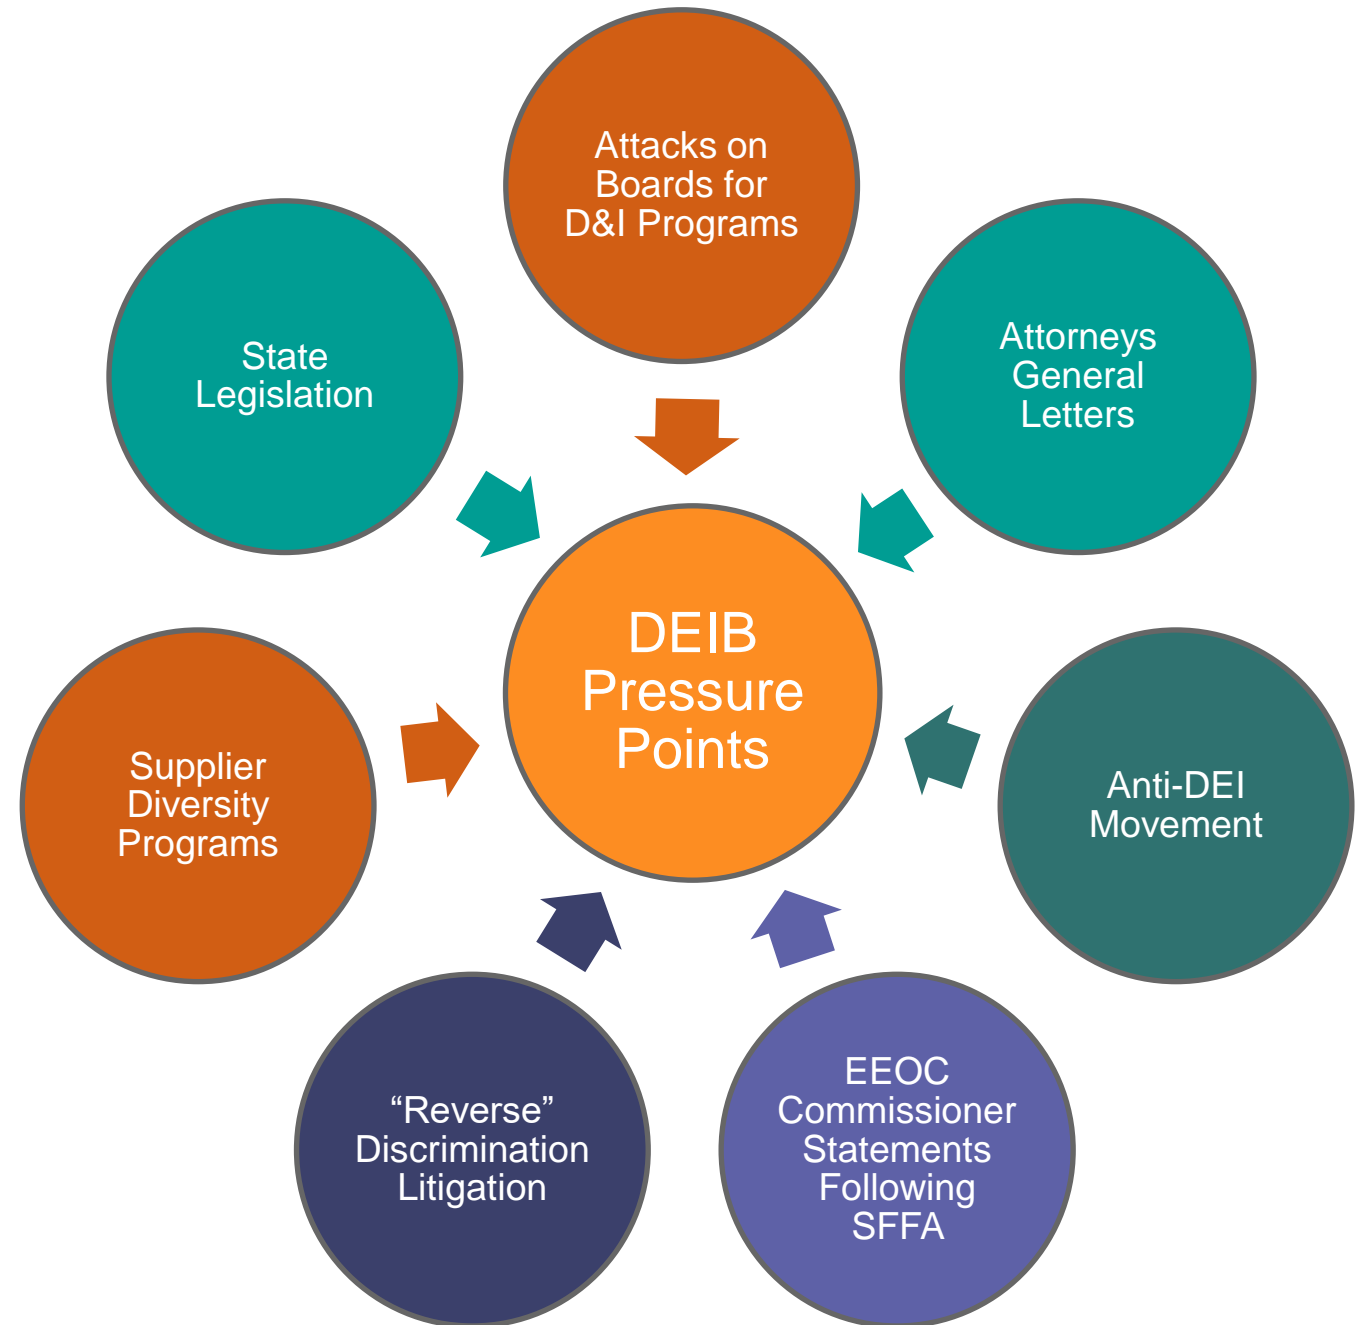 Attacks on
Boards for
D&I Programs
State
Legislation
Attorneys
General
Letters
DEIB
Pressure
Points
Supplier
Diversity
Programs
Anti-DEI
Movement
“Reverse”
Discrimination
Litigation
EEOC
Commissioner
Statements
Following
SFFA